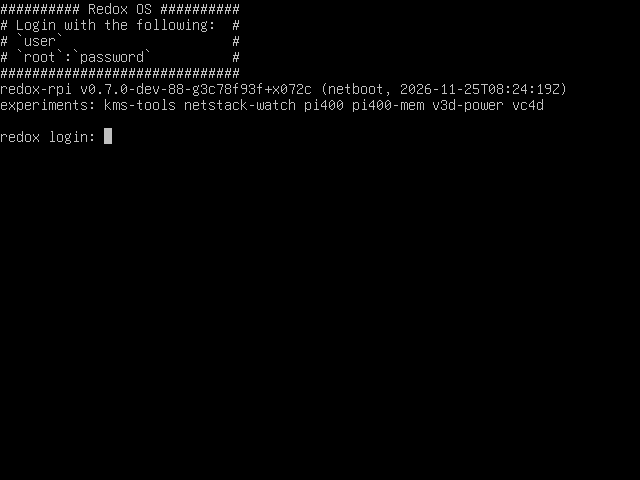 ########## Redox OS ##########
# Login with the following:  #
# `user`                     #
# `root`:`password`          #
##############################
redox-rpi v0.7.0-dev-88-g3c78f93f+x072c (netboot, 2026-11-25T08:24:19Z)
experiments: kms-tools netstack-watch pi400 pi400-mem v3d-power vc4d
redox login: